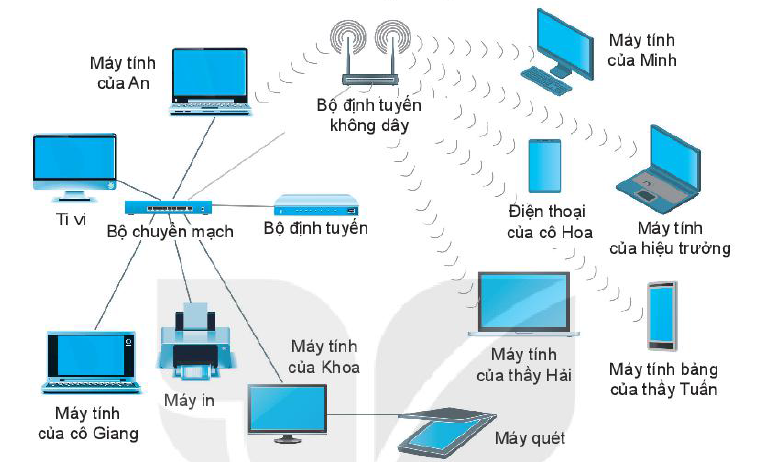 Máy tính
của An
Bộ định tuyến
không dây
Máy tính
của Minh
Ti vi
Bộ chuyển mạch
Bộ định tuyến
Điện thoại
của cô Hoa
Máy tính
của hiệu trưởng
Máy tính
của cô Giang
Máy in
Máy tính
của Khoa
Máy tính
của thầy Hải
Máy quét
Máy tính bảng
của thầy Tuấn